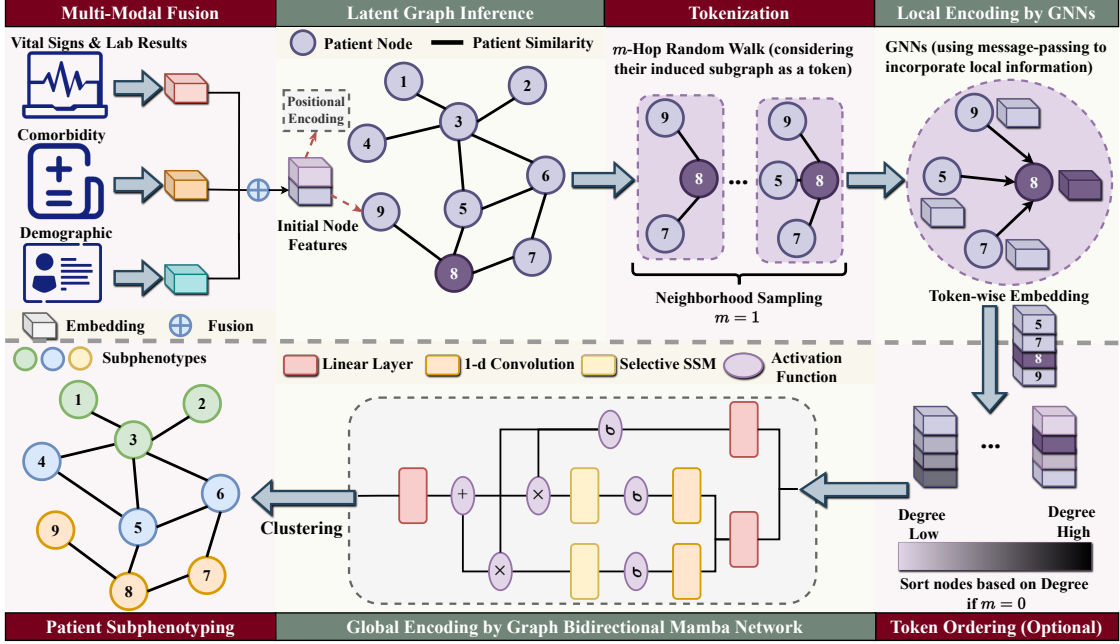 Multi-Modal Fusion
Latent Graph Inference
Tokenization
Local Encoding by GNNs
Vital Signs & Lab Results
Comorbidity
Demographic
Embedding
Fusion
Patient Node
Patient Similarity
Positional
Encoding
Initial Node
Features
1
2
3
4
6
9
5
7
8
m-Hop Random Walk (considering
their induced subgraph as a token)
9
8
7
...
9
5
8
7
Neighborhood Sampling
m = 1
GNNs (using message-passing to
incorporate local information)
9
5
8
7
Token-wise Embedding
5
7
8
9
...
Degree
Low
Degree
High
Sort nodes based on Degree
if m = 0
Linear Layer
1-d Convolution
Selective SSM
Activation
Function
σ
+
×
σ
×
σ
Clustering
Subphenotypes
1
2
3
4
6
9
5
7
8
Patient Subphenotyping
Global Encoding by Graph Bidirectional Mamba Network
Token Ordering (Optional)